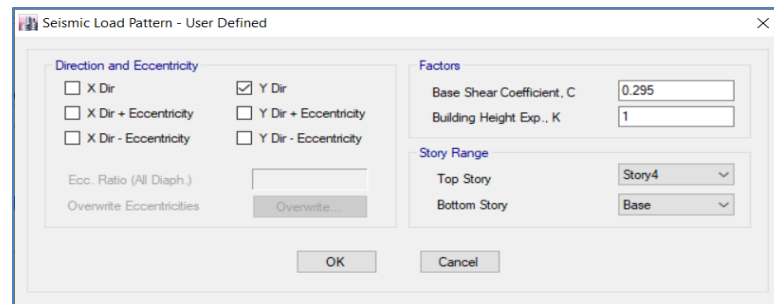 Seismic Load Pattern - User Defined
Direction and Eccentricity
X Dir
Y Dir
X Dir + Eccentricity
Y Dir + Eccentricity
X Dir - Eccentricity
Y Dir - Eccentricity
Ecc. Ratio (All Diaph.)
Overwrite Eccentricities
Overwrite...
Factors
Base Shear Coefficient, C
0.295
Building Height Exp., K
1
Story Range
Top Story
Story4
Bottom Story
Base
OK
Cancel